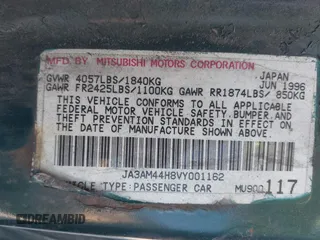 MFD. BY MITSUBISHI MOTORS CORPORATION
GVWR 4057LBS/1840KG JAPAN JUN 1996
GAWR FR2425LBS/1100KG GAWR RR1874LBS/ 850KG
THIS VEHICLE CONFORMS TO ALL APPLICABLE
FEDERAL MOTOR VEHICLE SAFETY, BUMPER, AND
THEFT PREVENTION STANDARDS IN EFFECT ON
THE DATE OF MANUFACTURE SHOWN ABOVE.
JA3AM44H8VY001162
VEHICLE TYPE:PASSENGER CAR MU900117
DREAMBID